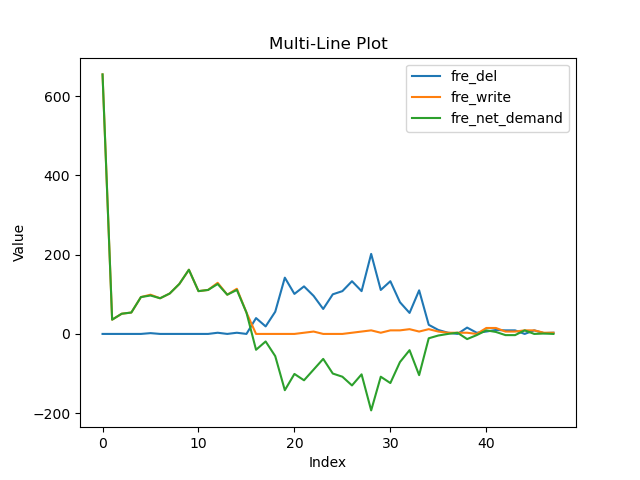 Multi-Line Plot
fre_del
fre_write
fre_net_demand
600
400
200
0
−200
Value
0 10 20 30 40
Index